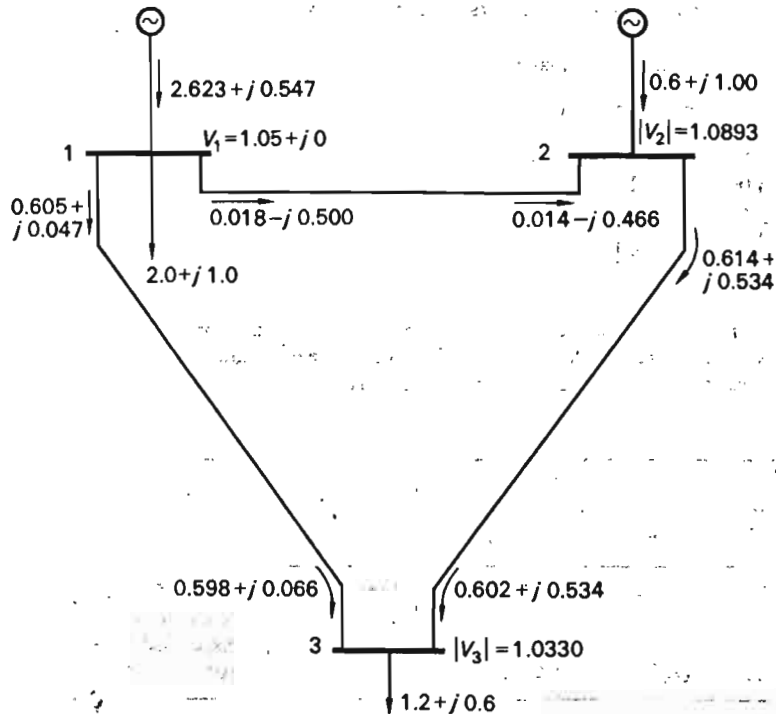 2.623+j 0.547
0.6+j 1.00
1
V₁=1.05+j0
2
|V₂|=1.0893
0.605+
j 0.047
0.018−j 0.500
0.014−j 0.466
2.0+j 1.0
0.614+
j 0.534
0.598+j 0.066
0.602+j 0.534
3
|V₃|=1.0330
1.2+j 0.6